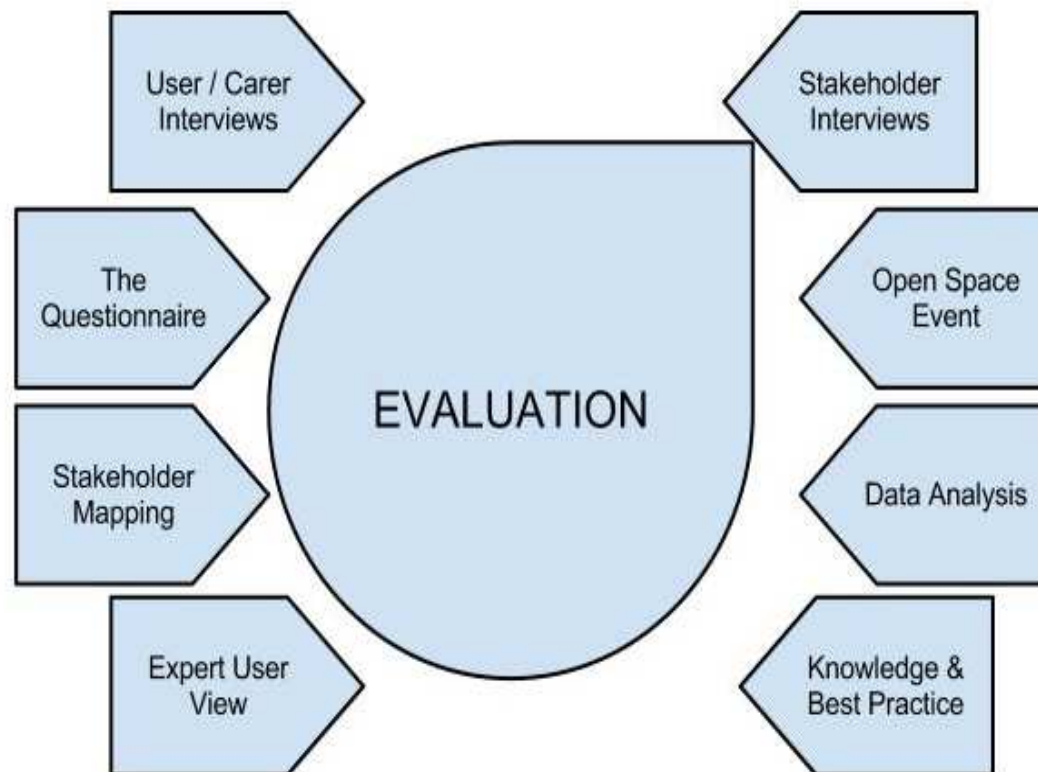 User / Carer
Interviews
Stakeholder
Interviews
The
Questionnaire
Open Space
Event
EVALUATION
Stakeholder
Mapping
Data Analysis
Expert User
View
Knowledge &
Best Practice